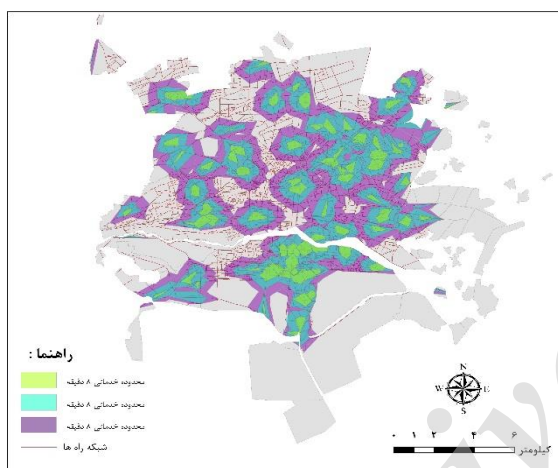 راهنما :
محدوده خدماتی ۸ دقیقه
محدوده خدماتی ۸ دقیقه
محدوده خدماتی ۸ دقیقه
شبکه راه ها
N
W E
S
۰ ۱ ۲ ۴ ۶
کیلومتر